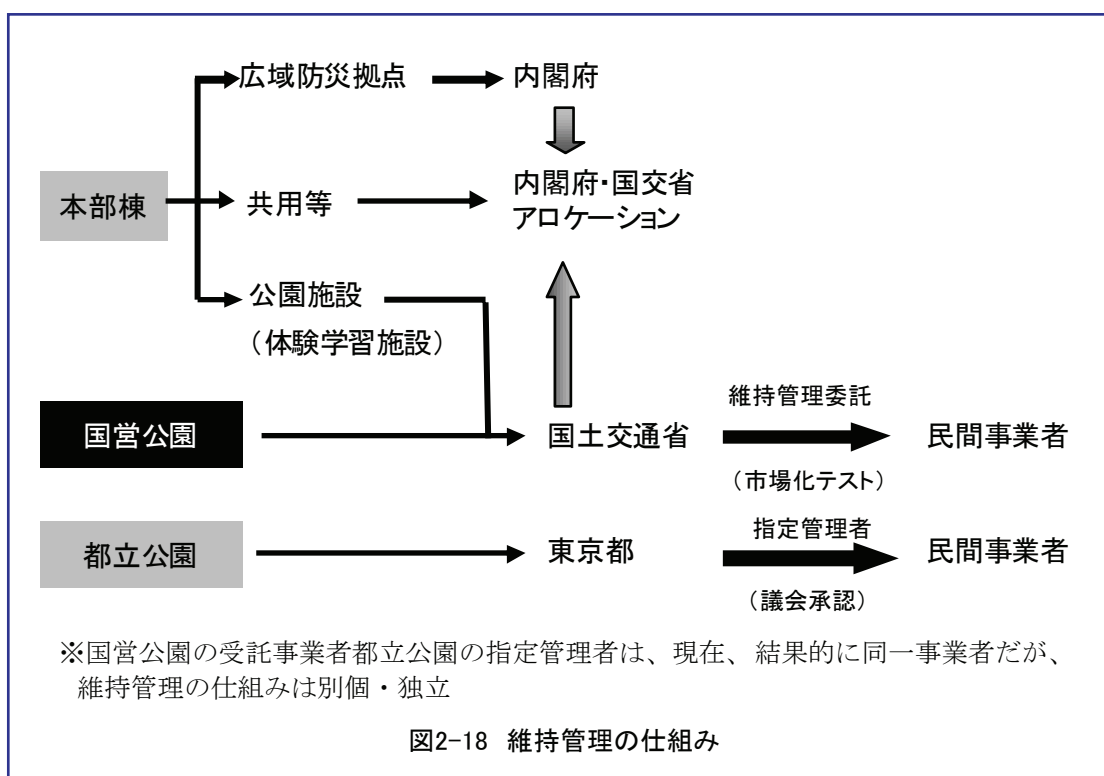 広域防災拠点
内閣府
本部棟
共用等
内閣府・国交省
アロケーション
公園施設
（体験学習施設）
国営公園
国土交通省
維持管理委託
（市場化テスト）
民間事業者
都立公園
東京都
指定管理者
（議会承認）
民間事業者
※国営公園の受託事業者都立公園の指定管理者は、現在、結果的に同一事業者だが、
維持管理の仕組みは別個・独立
図2-18 維持管理の仕組み